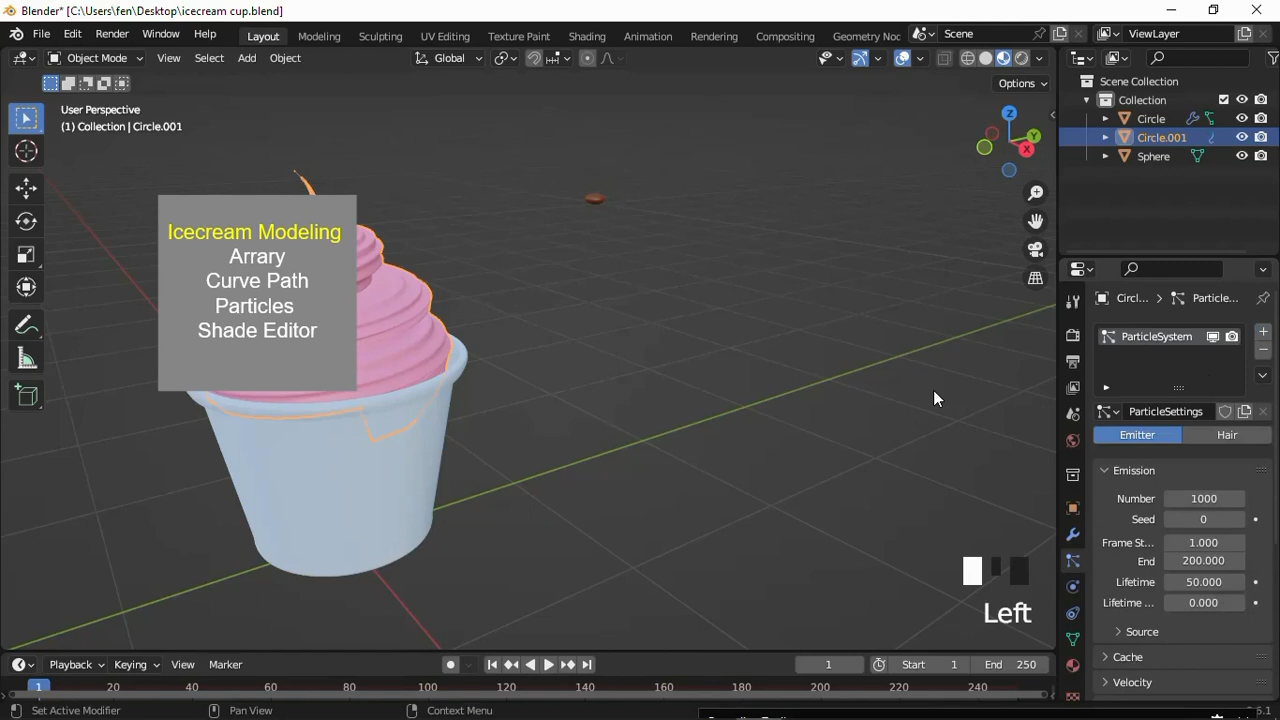 Blender* [C:\Users\fen\Desktop\icecream cup.blend]
File Edit Render Window Help Layout Modeling Sculpting UV Editing Texture Paint Shading Animation Rendering Compositing Geometry Noc Scene ViewLayer
Object Mode View Select Add Object Global
Options
User Perspective
(1) Collection | Circle.001
Scene Collection
Collection
Circle
Circle.001
Sphere
Z
Y
X
Icecream Modeling
Arrary
Curve Path
Particles
Shade Editor
Circl... > Particle...
ParticleSystem
ParticleSettings
Emitter Hair
Emission
Number 1000
Seed 0
Frame St... 1.000
End 200.000
Lifetime 50.000
Lifetime ... 0.000
Source
Cache
Velocity
Left
Playback Keying View Marker 1 Start 1 End 250
1 20 40 60 80 100 120 140 160 180 200 220 240
Set Active Modifier Pan View Context Menu